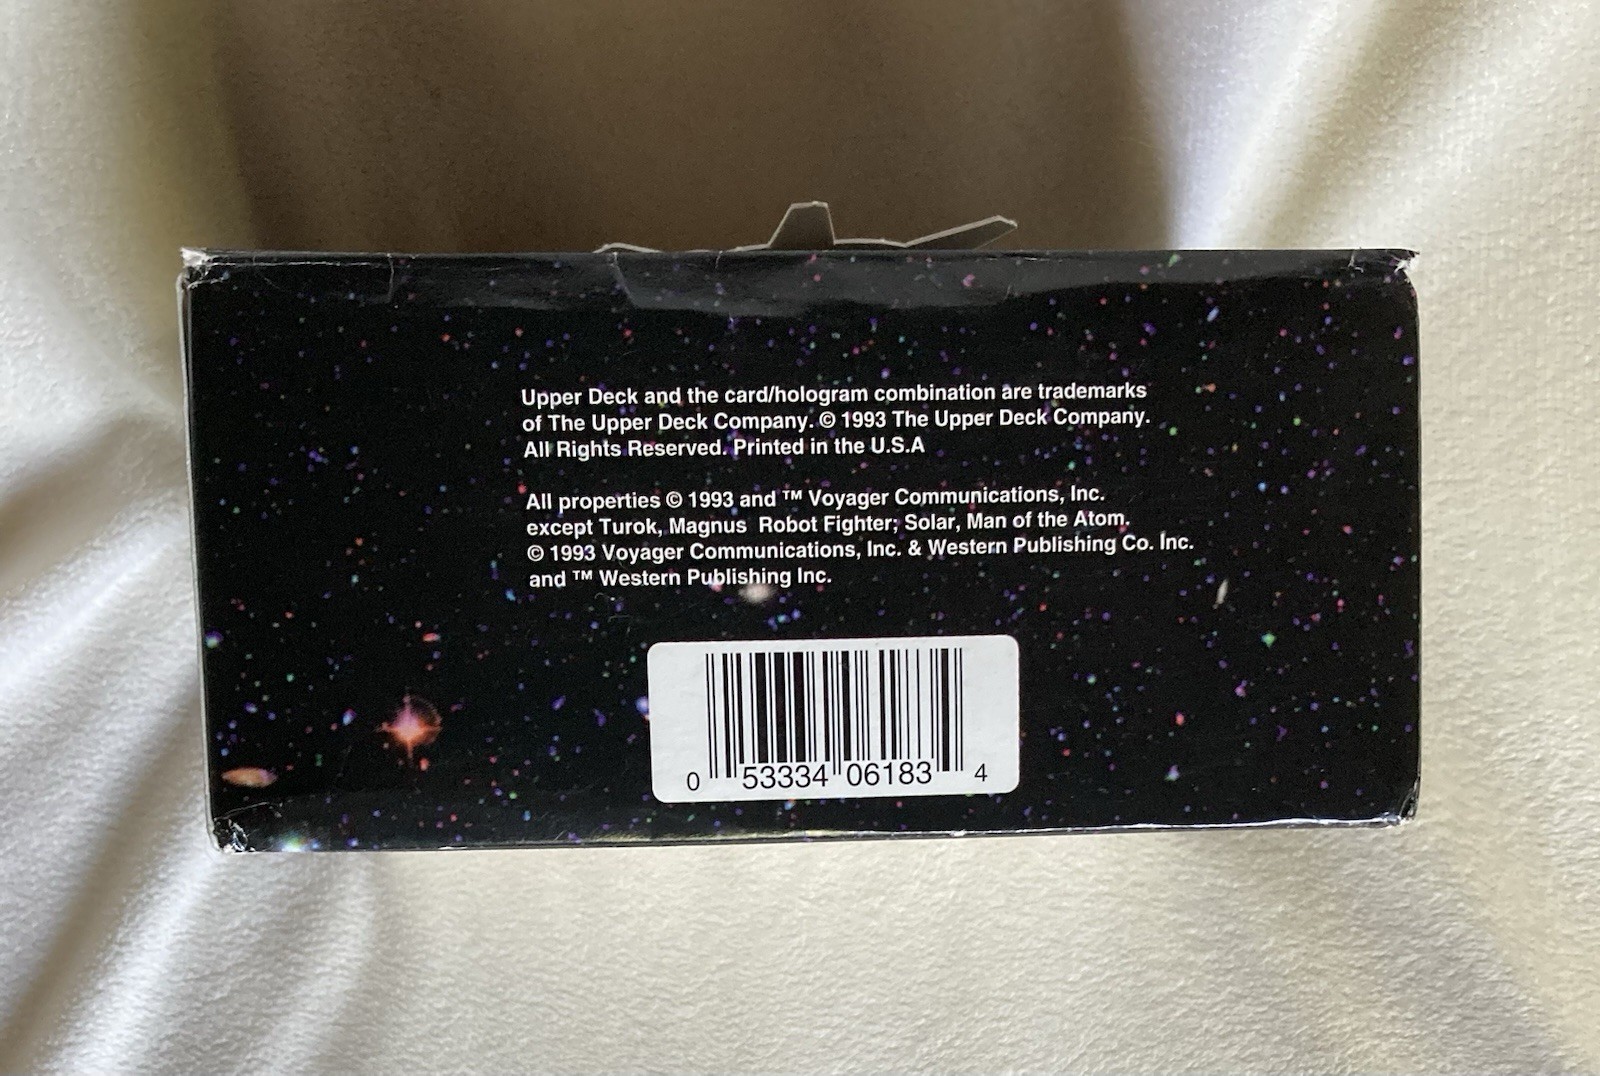 Upper Deck and the card/hologram combination are trademarks
of The Upper Deck Company. © 1993 The Upper Deck Company.
All Rights Reserved. Printed in the U.S.A
All properties © 1993 and ™ Voyager Communications, Inc.
except Turok, Magnus  Robot Fighter; Solar, Man of the Atom.
© 1993 Voyager Communications, Inc. & Western Publishing Co. Inc.
and ™ Western Publishing Inc.
0 53334 06183 4